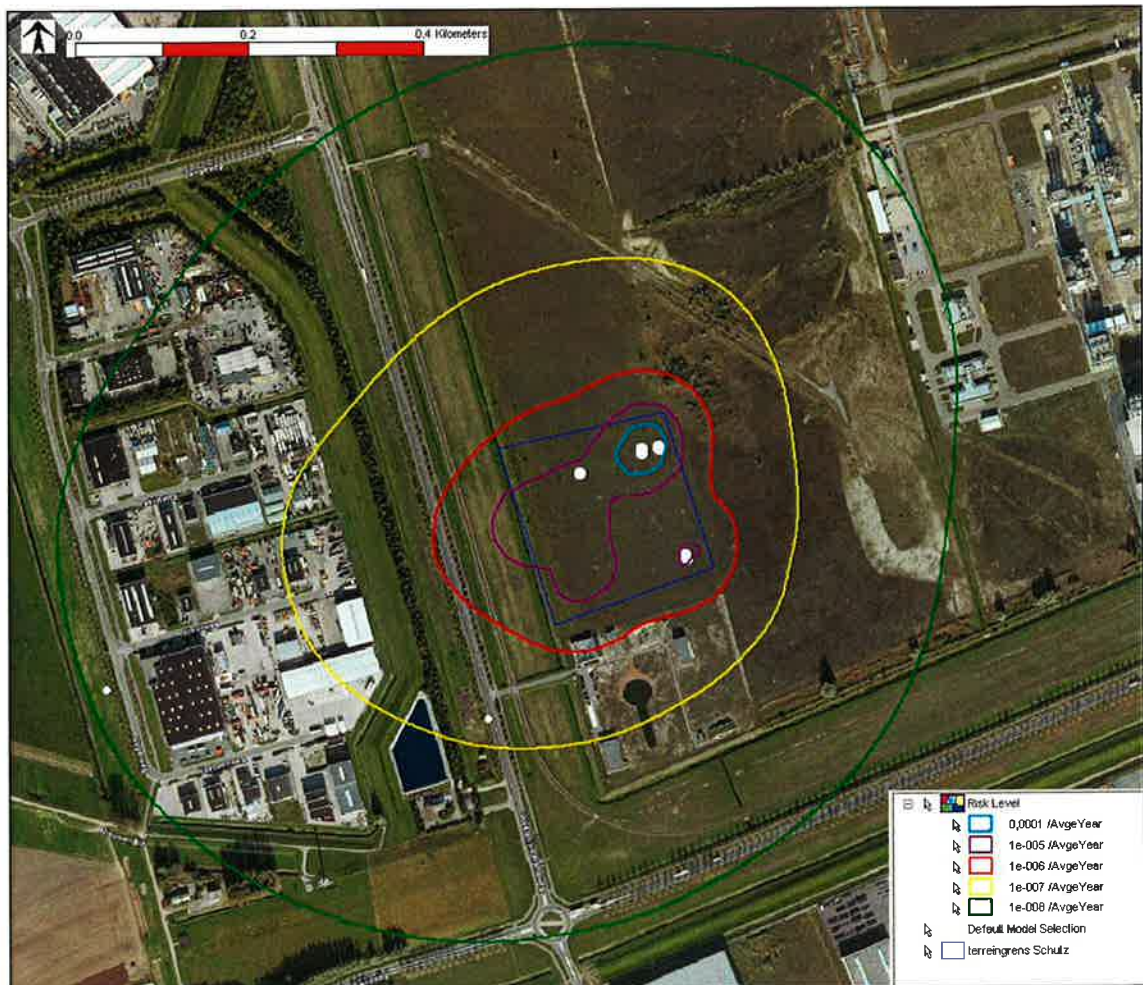 0.0 0.2 0.4 Kilometers
Risk Level
0,0001 /AvgeYear
1e-005 /AvgeYear
1e-006 /AvgeYear
1e-007 /AvgeYear
1e-008 /AvgeYear
Default Model Selection
terreingrens Schulz